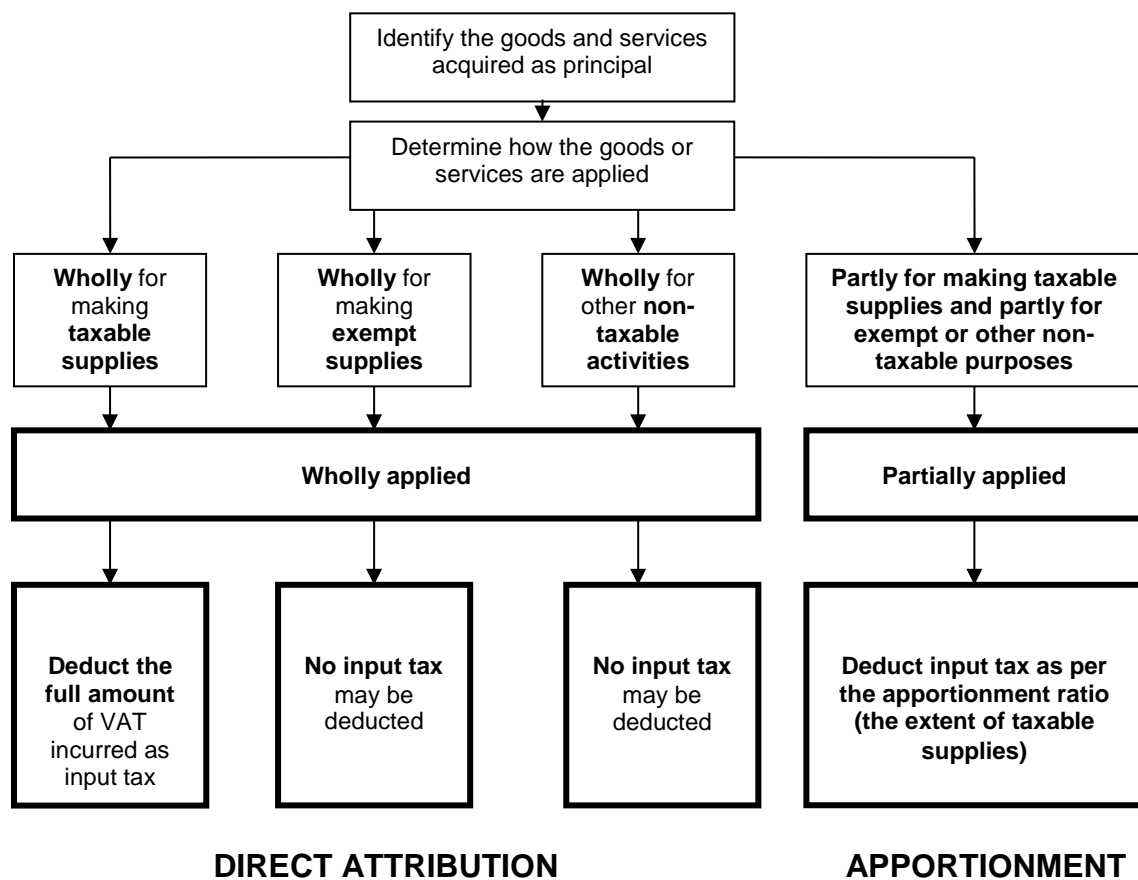 Identify the goods and services
acquired as principal
Determine how the goods or
services are applied
Wholly for
making
taxable
supplies
Wholly for
making
exempt
supplies
Wholly for
other non-
taxable
activities
Partly for making taxable
supplies and partly for
exempt or other non-
taxable purposes
Wholly applied
Partially applied
Deduct the
full amount
of VAT
incurred as
input tax
No input tax
may be
deducted
No input tax
may be
deducted
Deduct input tax as per
the apportionment ratio
(the extent of taxable
supplies)
DIRECT ATTRIBUTION
APPORTIONMENT